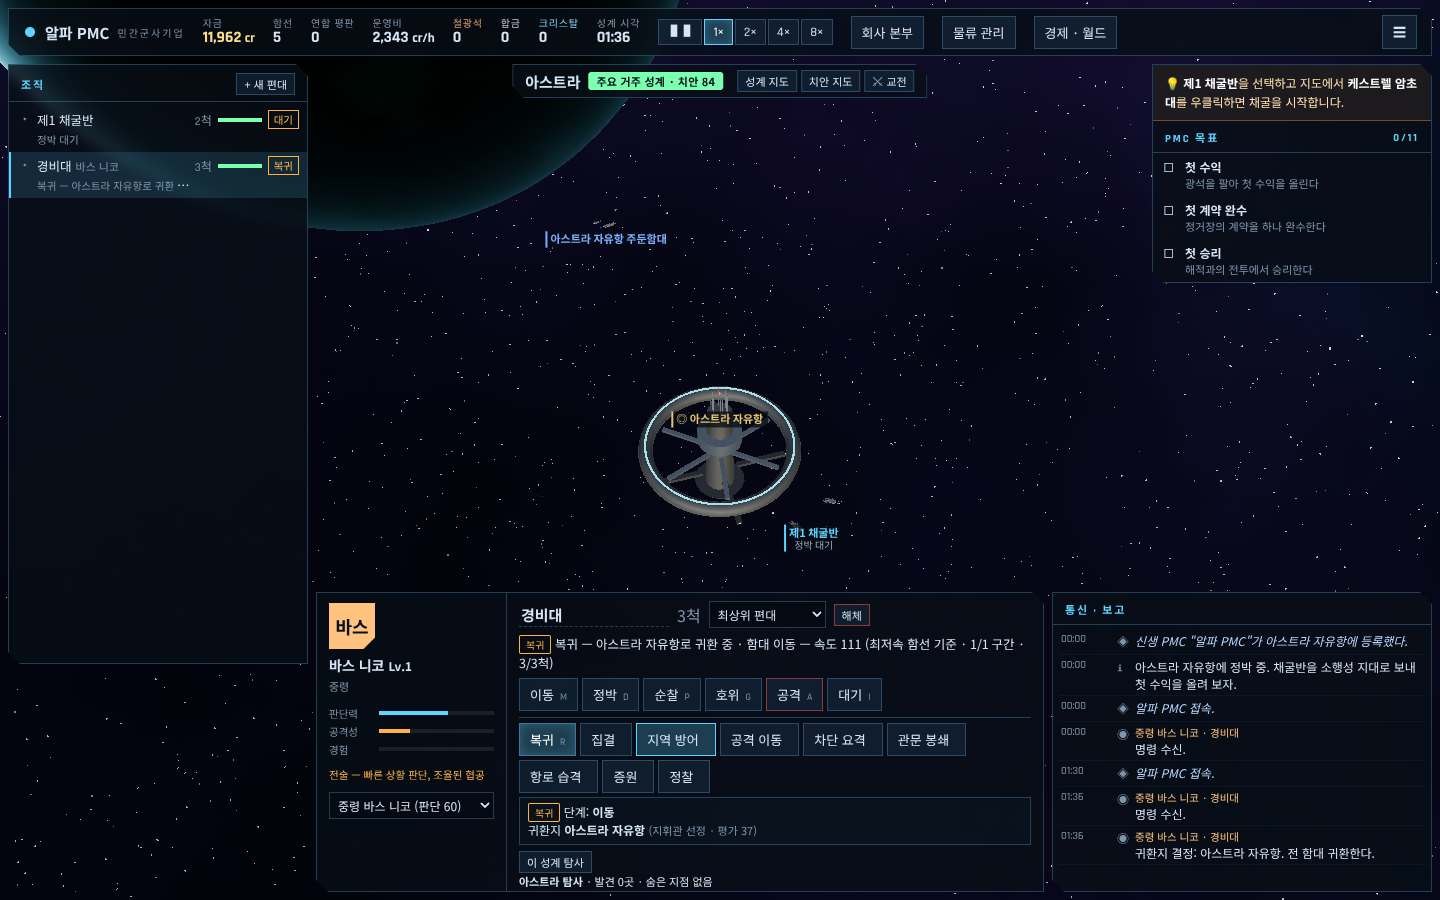 알파 PMC 민간군사기업
자금 11,962 cr
함선 5
연합 평판 0
운영비 2,343 cr/h
철광석 0
합금 0
크리스탈 0
성계 시각 01:36
1× 2× 4× 8×
회사 본부
물류 관리
경제 · 월드
☰
조직
+ 새 편대
제1 채굴반 2척 대기
정박 대기
경비대 바스 니코 3척 복귀
복귀 — 아스트라 자유항로 귀환 ⋯
아스트라 주요 거주 성계 · 치안 84 성계 지도 치안 지도 ⚔ 교전
💡 제1 채굴반을 선택하고 지도에서 케스트렐 암초
대를 우클릭하면 채굴을 시작합니다.
PMC 목표 0/11
☐ 첫 수익
광석을 팔아 첫 수익을 올린다
☐ 첫 계약 완수
정거장의 계약을 하나 완수한다
☐ 첫 승리
해적과의 전투에서 승리한다
아스트라 자유항 주둔함대
◎ 아스트라 자유항
제1 채굴반
정박 대기
바스
바스 니코 Lv.1
중령
판단력
공격성
경험
전술 — 빠른 상황 판단, 조율된 협공
중령 바스 니코 (판단 60)
경비대 3척 최상위 편대 해체
복귀 복귀 — 아스트라 자유항로 귀환 중 · 함대 이동 — 속도 111 (최저속 함선 기준 · 1/1 구간 ·
3/3척)
이동 M 정박 D 순찰 P 호위 G 공격 A 대기 I
복귀 R 집결 지역 방어 공격 이동 차단 요격 관문 봉쇄
항로 습격 증원 정찰
복귀 단계: 이동
귀환지 아스트라 자유항 (지휘관 선정 · 평가 37)
이 성계 탐사
아스트라 탐사 · 발견 0곳 · 숨은 지점 없음
통신 · 보고
00:00 ◈ 신생 PMC "알파 PMC"가 아스트라 자유항에 등록했다.
00:00 ℹ 아스트라 자유항에 정박 중. 채굴반을 소행성 지대로 보내
첫 수익을 올려 보자.
00:00 ◈ 알파 PMC 접속.
00:00 ◉ 중령 바스 니코 · 경비대
명령 수신.
01:30 ◈ 알파 PMC 접속.
01:36 ◉ 중령 바스 니코 · 경비대
명령 수신.
01:36 ◉ 중령 바스 니코 · 경비대
귀환지 결정: 아스트라 자유항. 전 함대 귀환한다.